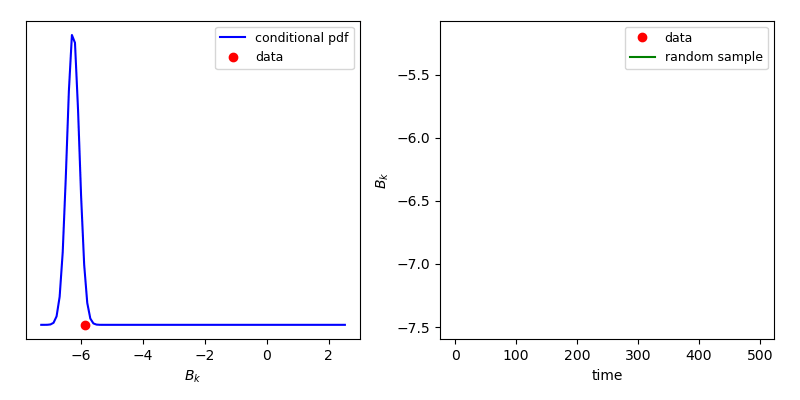 conditional pdf
data
−6
−4
−2
0
2
B_k
data
random sample
−5.5
−6.0
−6.5
−7.0
−7.5
B_k
0
100
200
300
400
500
time